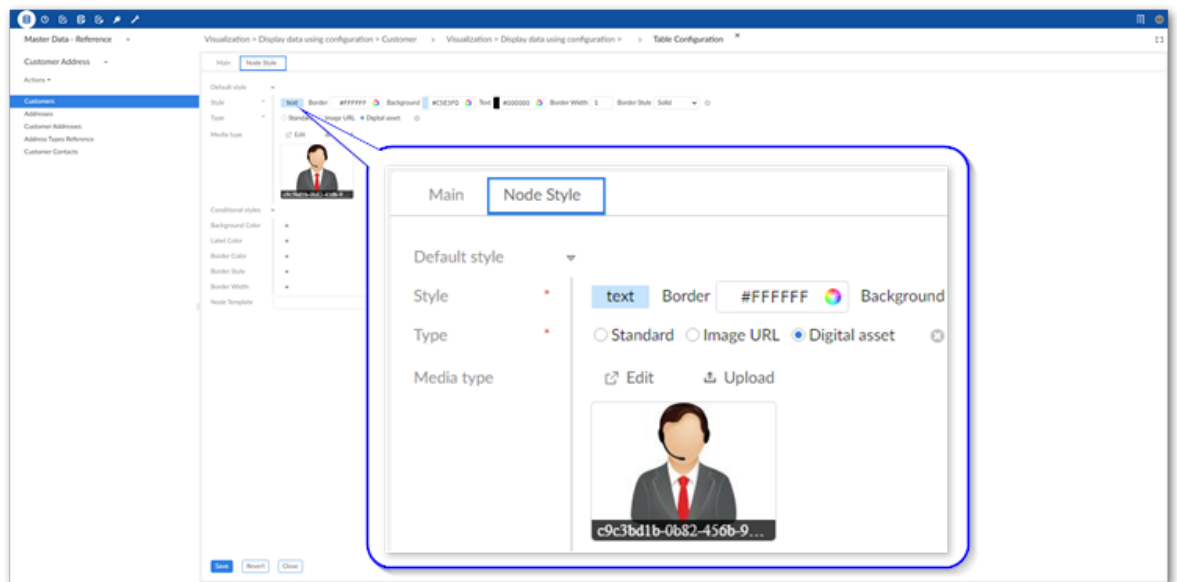 Master Data - Reference
Visualization > Display data using configuration > Customer > Visualization > Display data using configuration > > Table Configuration ×
Customer Address
Main Node Style
Actions
Default style
Customers
Style * text Border #FFFFFF Background #C5E3FD Text #000000 Border Width 1 Border Style Solid
Addresses
Type * Standard Image URL Digital asset
Customer Addresses
Media type Edit
Address Types Reference
Customer Contacts
c9c3bd1b-0b82-456b-9...
Conditional styles
Background Color
Label Color
Border Color
Border Style
Border Width
Node Template
Main Node Style
Default style
Style * text Border #FFFFFF Background
Type * Standard Image URL Digital asset
Media type Edit Upload
c9c3bd1b-0b82-456b-9...
Save Revert Close